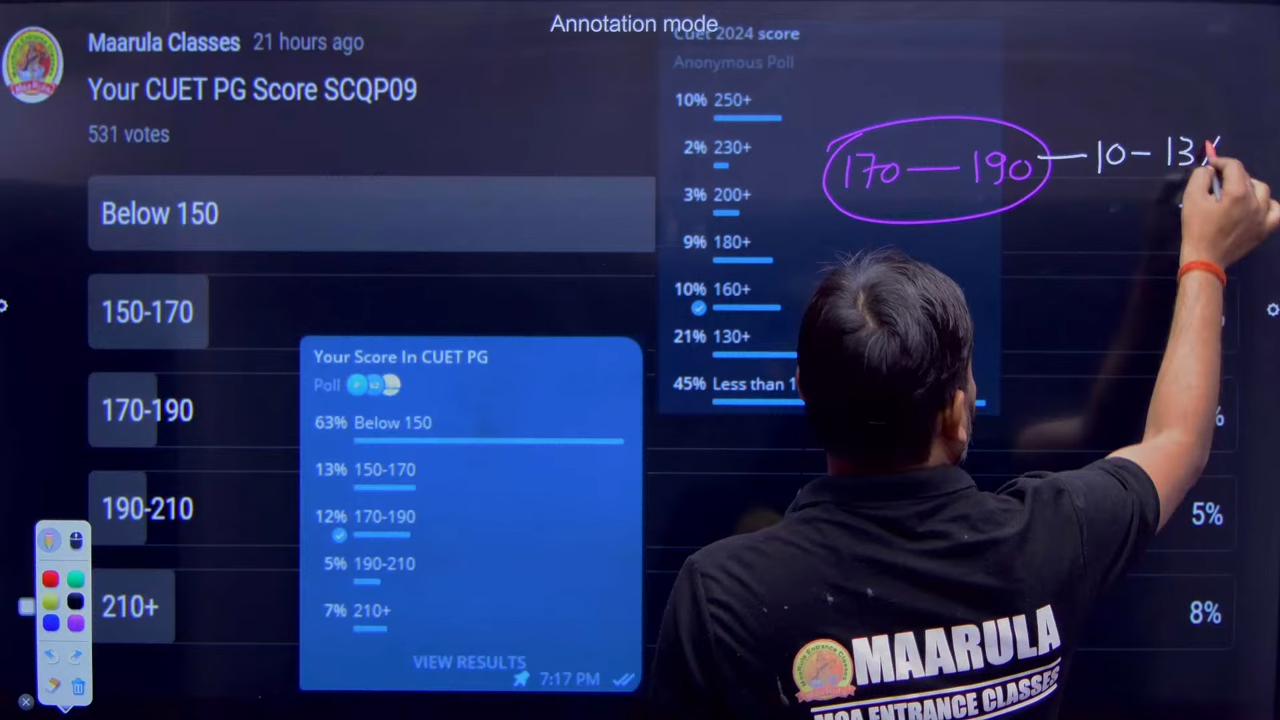 Annotation mode
Maarula Classes 21 hours ago
Your CUET PG Score SCQP09
531 votes
Below 150
150-170
170-190
190-210
5%
210+
8%
Your Score In CUET PG
Poll
63% Below 150
13% 150-170
12% 170-190
5% 190-210
7% 210+
VIEW RESULTS
7:17 PM
Cuet 2024 score
Anonymous Poll
10% 250+
2% 230+
3% 200+
9% 180+
10% 160+
21% 130+
45% Less than
170 — 190 — 10 - 13%
MAARULA
MCA ENTRANCE CLASSES